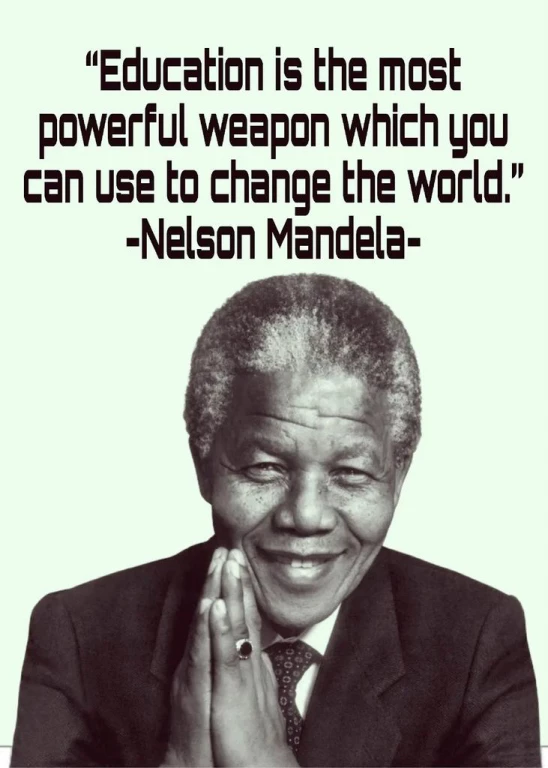 “Education is the most
powerful weapon which you
can use to change the world.”
-Nelson Mandela-